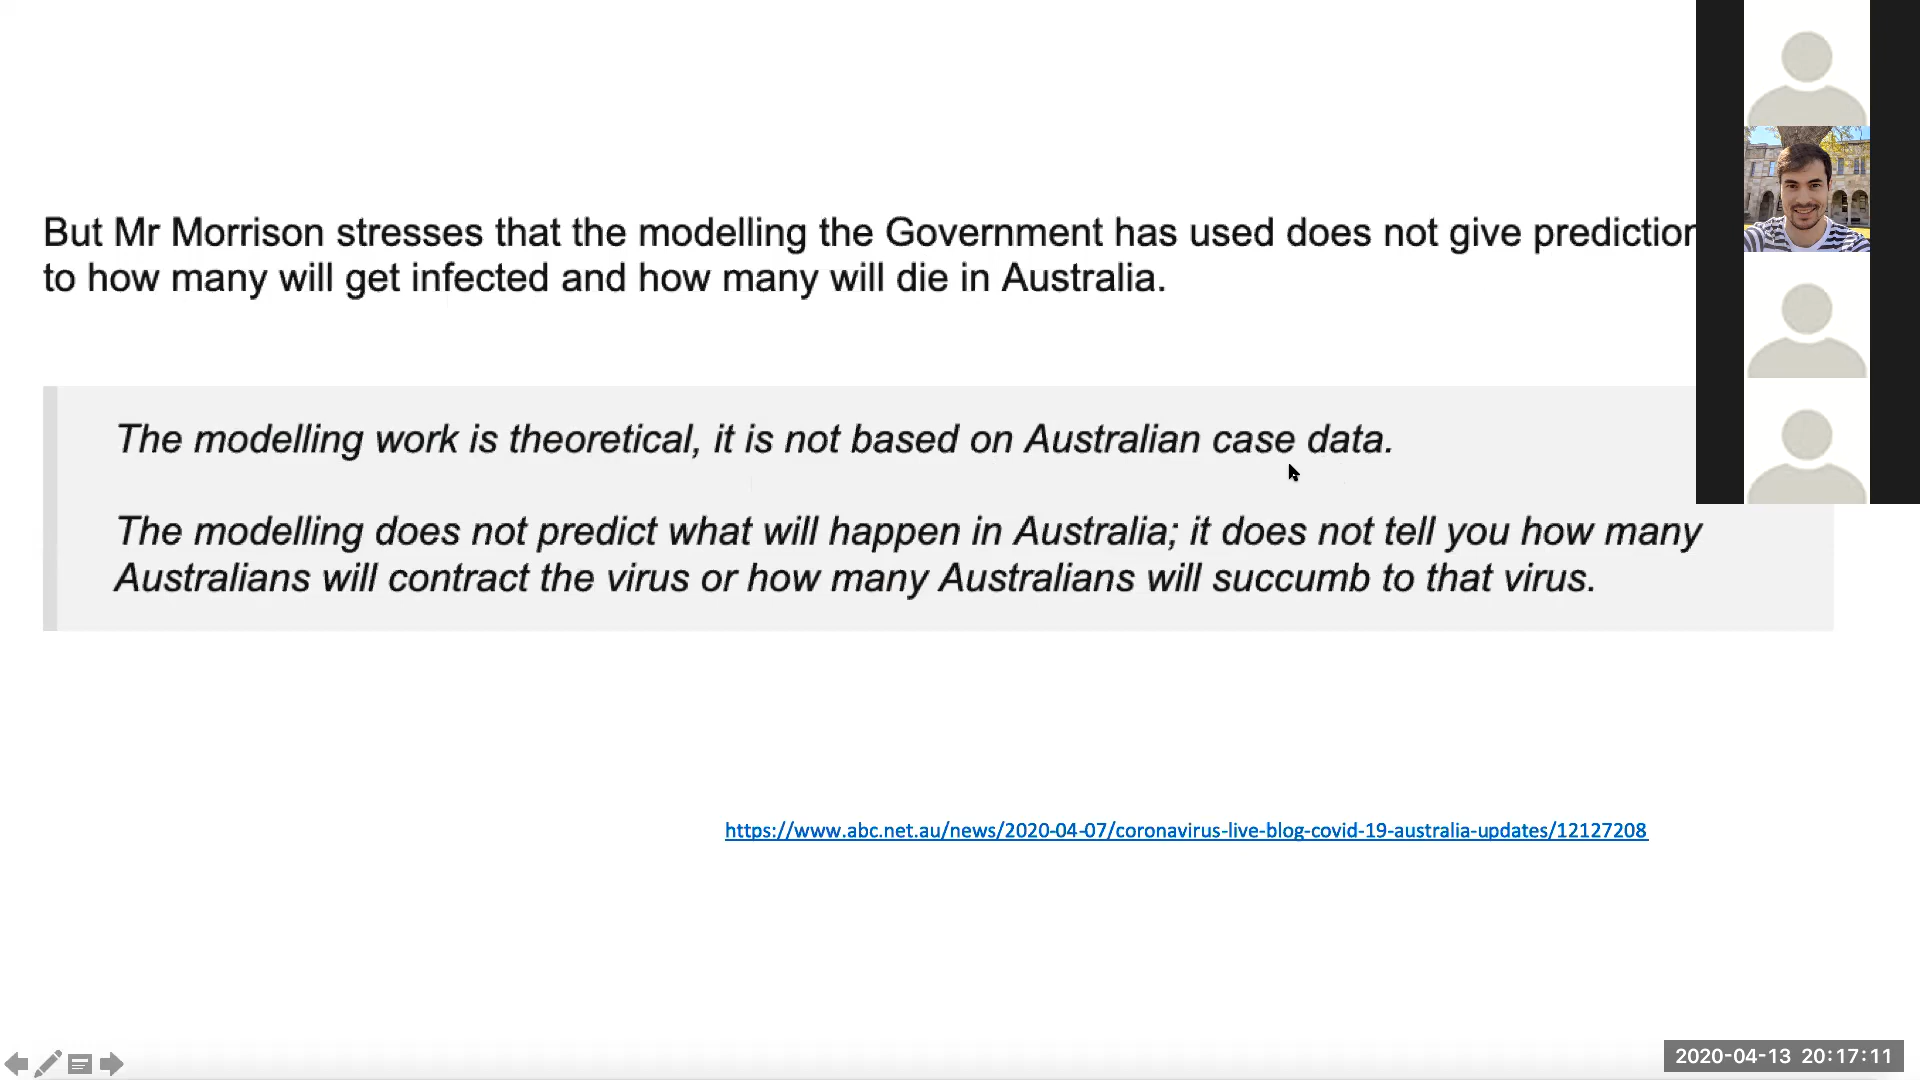 But Mr Morrison stresses that the modelling the Government has used does not give prediction
to how many will get infected and how many will die in Australia.
The modelling work is theoretical, it is not based on Australian case data.
The modelling does not predict what will happen in Australia; it does not tell you how many
Australians will contract the virus or how many Australians will succumb to that virus.
https://www.abc.net.au/news/2020-04-07/coronavirus-live-blog-covid-19-australia-updates/12127208
2020-04-13 20:17:11